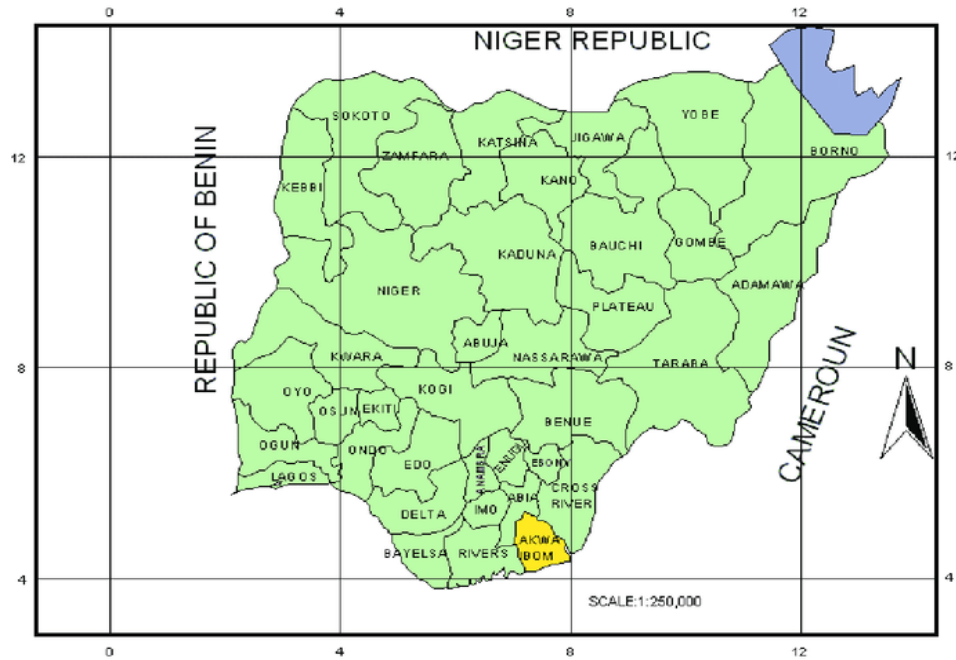 0 4 8 12
NIGER REPUBLIC
REPUBLIC OF BENIN
CAMEROUN
N
12 12
8
4 4
SOKOTO
ZAMFARA
KATSINA
JIGAWA
YOBE
BORNO
KEBBI
KANO
KADUNA
BAUCHI
GOMBE
ADAMAWA
NIGER
PLATEAU
ABUJA
NASSARAWA
TARABA
KWARA
KOGI
OYO
OSUN
EKITI
BENUE
OGUN
ONDO
EDO
ANAMBRA
ENUGU
EBONY
LAGOS
ABIA
CROSS
RIVER
IMO
DELTA
AKWA
IBOM
BAYELSA
RIVERS
SCALE:1:250,000
0 4 8 12